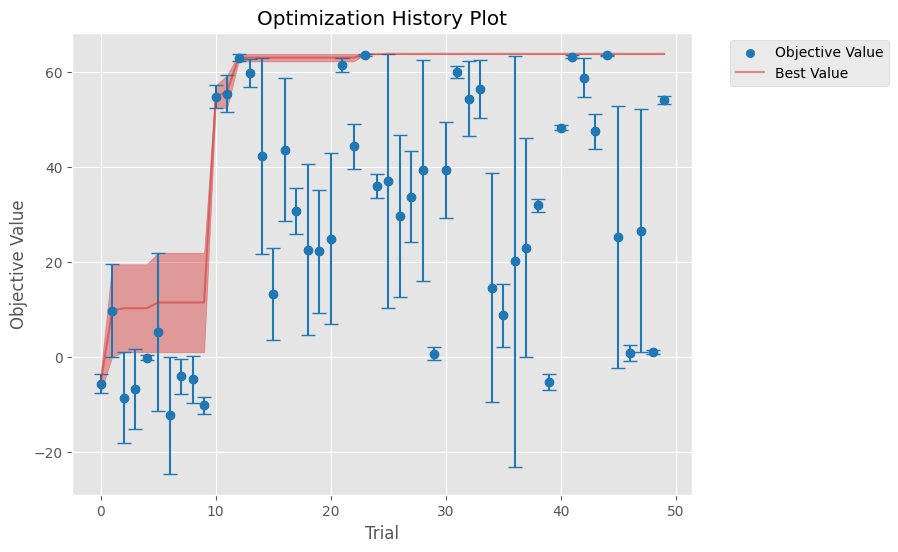 Optimization History Plot
Objective Value
Best Value
Objective Value
60
40
20
0
−20
0 10 20 30 40 50
Trial